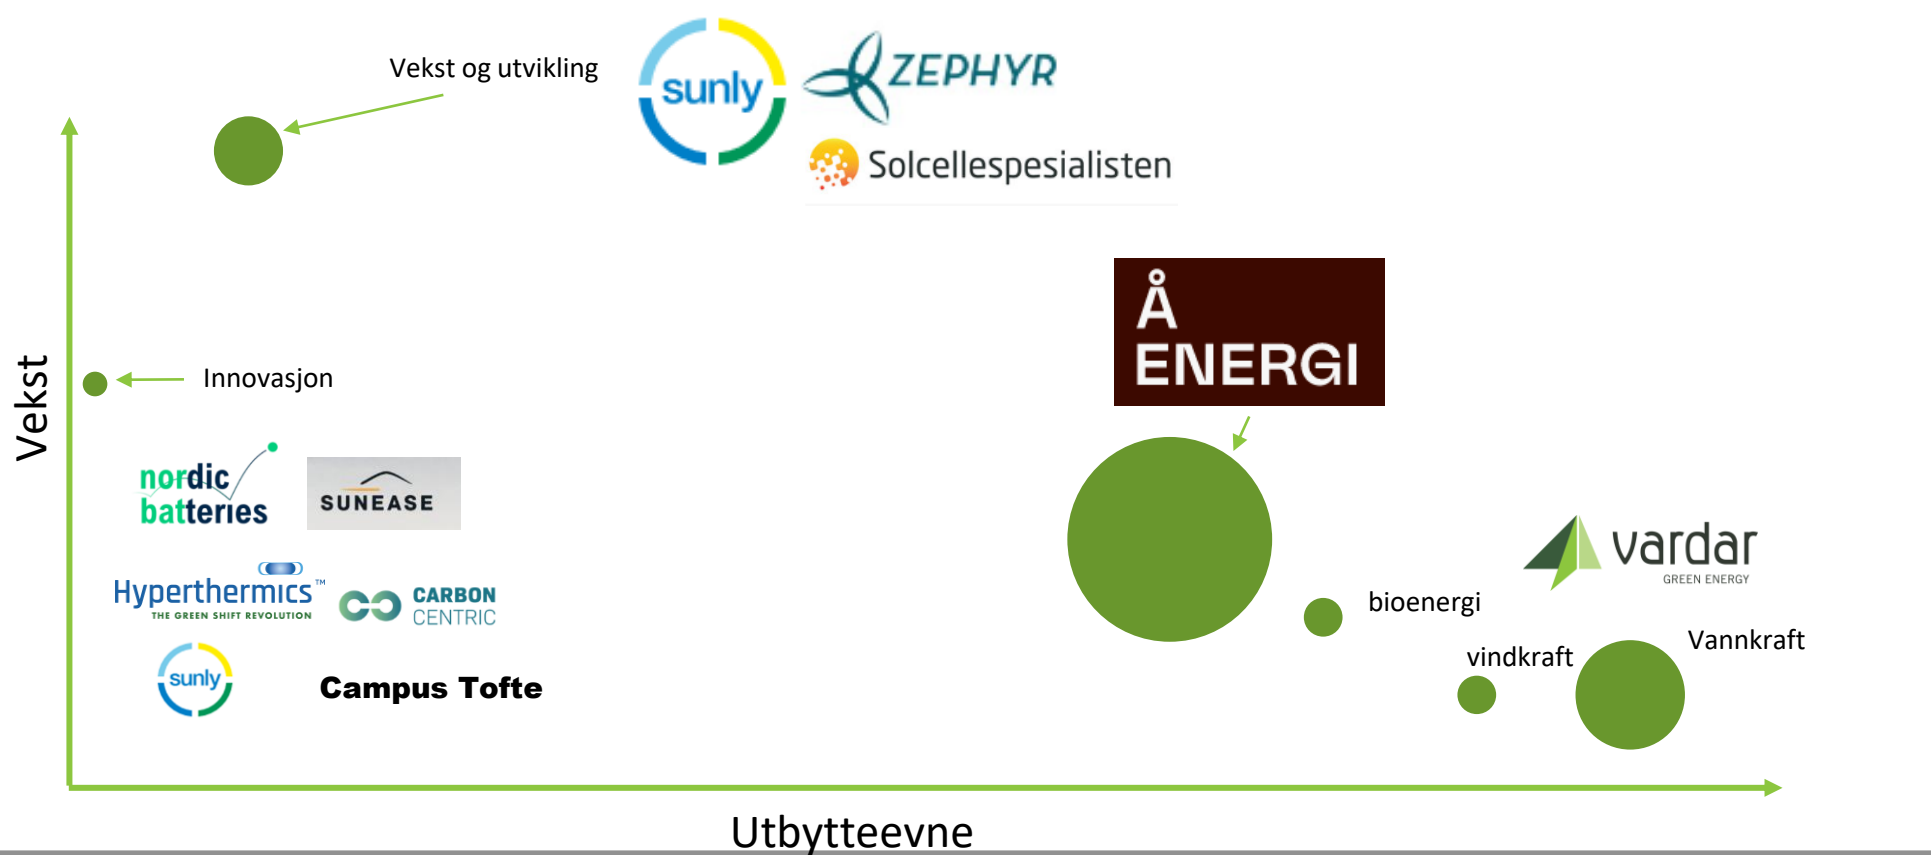 Vekst og utvikling
sunly
ZEPHYR
Solcellespesialisten
Å
ENERGI
Vekst
Innovasjon
nordic
batteries
SUNEASE
Hyperthermics™
THE GREEN SHIFT REVOLUTION
CARBON
CENTRIC
sunly
Campus Tofte
vardar
GREEN ENERGY
bioenergi
vindkraft
Vannkraft
Utbytteevne